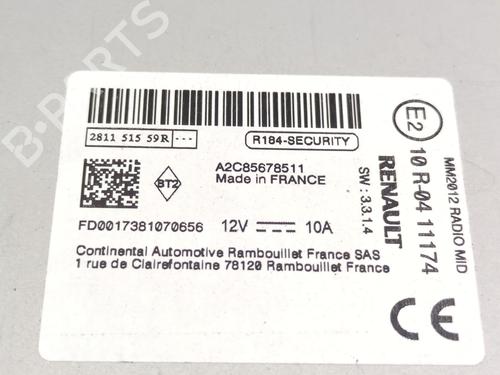 2811 515 59R ---
R184-SECURITY
BT2
A2C85678511
Made in FRANCE
FD0017381070656
12V 10A
Continental Automotive Rambouillet France SAS
1 rue de Clairefontaine 78120 Rambouillet France
SW: 3.3.1.4
RENAULT
E2
10 R-04 11174
MM2012 RADIO MID
CE
B-PARTS